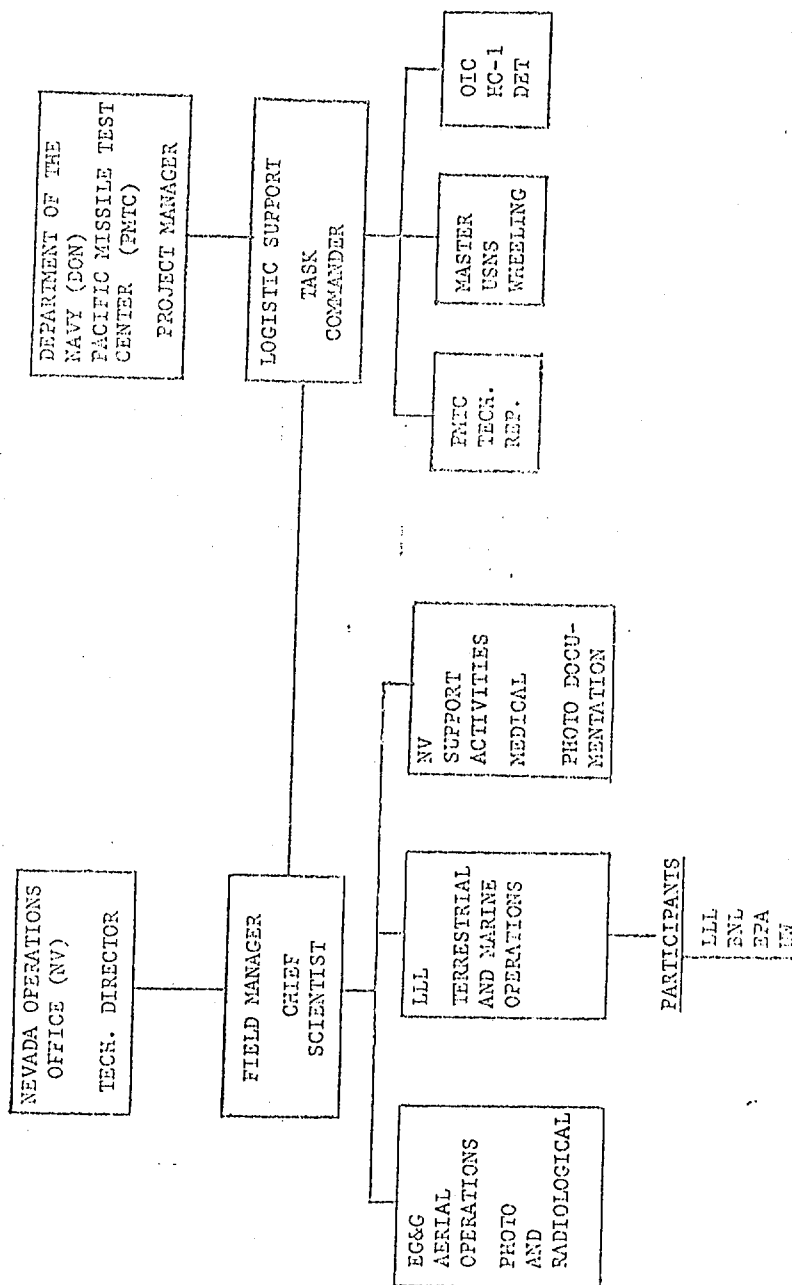 NEVADA OPERATIONS
OFFICE (NV)
TECH. DIRECTOR
DEPARTMENT OF THE
NAVY (DON)
PACIFIC MISSILE TEST
CENTER (PMTC)
PROJECT MANAGER
FIELD MANAGER
CHIEF
SCIENTIST
LOGISTIC SUPPORT
TASK
COMMANDER
EG&G
AERIAL
OPERATIONS
PHOTO
AND
RADIOLOGICAL
LLL
TERRESTRIAL
AND MARINE
OPERATIONS
NV
SUPPORT
ACTIVITIES
MEDICAL
PHOTO DOCU-
MENTATION
PMTC
TECH.
REP.
MASTER
USNS
WHEELING
OIC
HC-1
DET
PARTICIPANTS
LLL
BNL
EPA